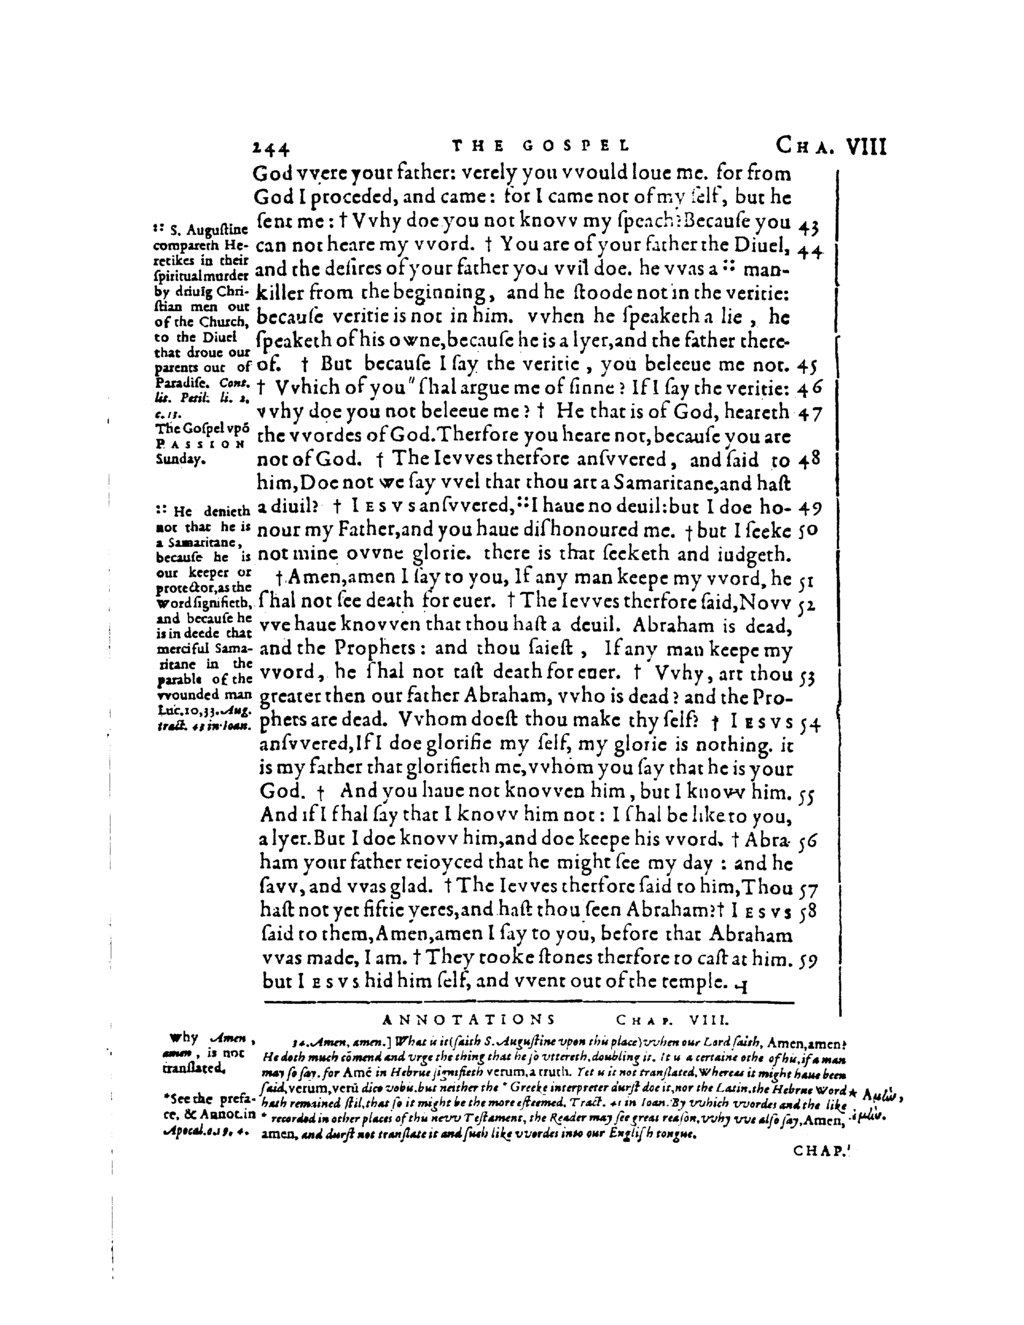 244 THE GOSPEL CHA. VIII
God vvere your father: verely you vvould loue me. for from
God I proceded, and came: for I came not of my ſelf, but he
ſent me: † Vvhy doe you not knovv my ſpeach? Becauſe you 43
can not heare my vvord. † You are of your father the Diuel, 44
and the deſires of your father you vvil doe. he vvas a :: man-
killer from the beginning, and he ſtoode not in the veritie:
becauſe veritie is not in him. vvhen he ſpeaketh a lie, he
ſpeaketh of his owne, becauſe he is a lyer, and the father there-
of. † But becauſe I ſay the veritie, you beleeue me not. 45
† Vvhich of you " ſhal argue me of ſinne? If I ſay the veritie: 46
vvhy doe you not beleeue me? † He that is of God, heareth 47
the vvordes of God. Therfore you heare not, becauſe you are
not of God. † The Ievves therfore anſvvered, and ſaid to 48
him, Doe not we ſay vvel that thou art a Samaritane, and haſt
a diuil? † IESVS anſvvered, :: I haue no deuil: but I doe ho- 49
nour my Father, and you haue diſhonoured me. † but I ſeeke 50
not mine ovvne glorie. there is that ſeeketh and iudgeth.
† Amen, amen I ſay to you, If any man keepe my vvord, he 51
ſhal not ſee death for euer. † The Ievves therfore ſaid, Novv 52
vve haue knovven that thou haſt a deuil. Abraham is dead,
and the Prophets: and thou ſaieſt, If any man keepe my
vvord, he ſhal not taſt death for euer. † Vvhy, art thou 53
greater then our father Abraham, vvho is dead? and the Pro-
phets are dead. Vvhom doeſt thou make thy ſelf? † IESVS 54
anſvvered, If I doe glorifie my ſelf, my glorie is nothing. it
is my father that glorifieth me, vvhom you ſay that he is your
God. † And you haue not knovven him, but I knovv him. 55
And if I ſhal ſay that I knovv him not: I ſhal be like to you,
a lyer. But I doe knovv him, and doe keepe his vvord. † Abra- 56
ham your father reioyced that he might ſee my day: and he
ſavv, and vvas glad. † The Ievves therfore ſaid to him, Thou 57
haſt not yet fiftie yeres, and haſt thou ſeen Abraham? † IESVS 58
ſaid to them, Amen, amen I ſay to you, before that Abraham
vvas made, I am. † They tooke ſtones therfore to caſt at him. 59
but IESVS hid him ſelf, and vvent out of the temple.
:: S. Auguſtine
compareth He-
retikes in their
ſpiritual murder
by driuĩg Chri-
ſtian men out
of the Church,
to the Diuel
that droue our
parents out of
Paradiſe. Cont.
lit. Petil. li. 2,
c. 13.
The Goſpel vpõ
PASSION
Sunday.
:: He denieth
not that he is
a Samaritane,
becauſe he is
our keeper or
protector, as the
word ſignifieth,
and becauſe he
is in deede that
merciful Sama-
ritane in the
parable of the
vvounded man
Luc. 10, 33. Aug.
tract. 43 in Ioan.
ANNOTATIONS CHAP. VIII.
34. Amen, amen.] What is it (ſaith S. Auguſtine vpon this place) vvhen our Lord ſaith, Amen, amen?
He doth much cõmend and vrge the thing that he ſo vttereth, doubling it. It is a certaine othe of his, if a man
may ſo ſay. for Amẽ in Hebrue ſignifieth verum, a truth. Yet is it not tranſlated, Whereas it might haue been
ſaid, verum, verũ dico vobis. but neither the * Greeke interpreter durſt doe it, nor the Latin. the Hebrue Word
hath remained ſtil, that ſo it might be the more eſteemed. Tract. 41 in Ioan. By vvhich vvordes and the like
* recorded in other places of this nevv Teſtament, the Reader may ſee great reaſon, vvhy vve alſo ſay, Amen,
amen, and durſt not tranſlate it and ſuch like vvordes into our Engliſh tongue.
Why Amen,
amen, is not
tranſlated.
*See the prefa-
ce, & Annot. in
Apocal. c. 19, 4.
* Ἀμὴν,
ἀμὴν.
CHAP.